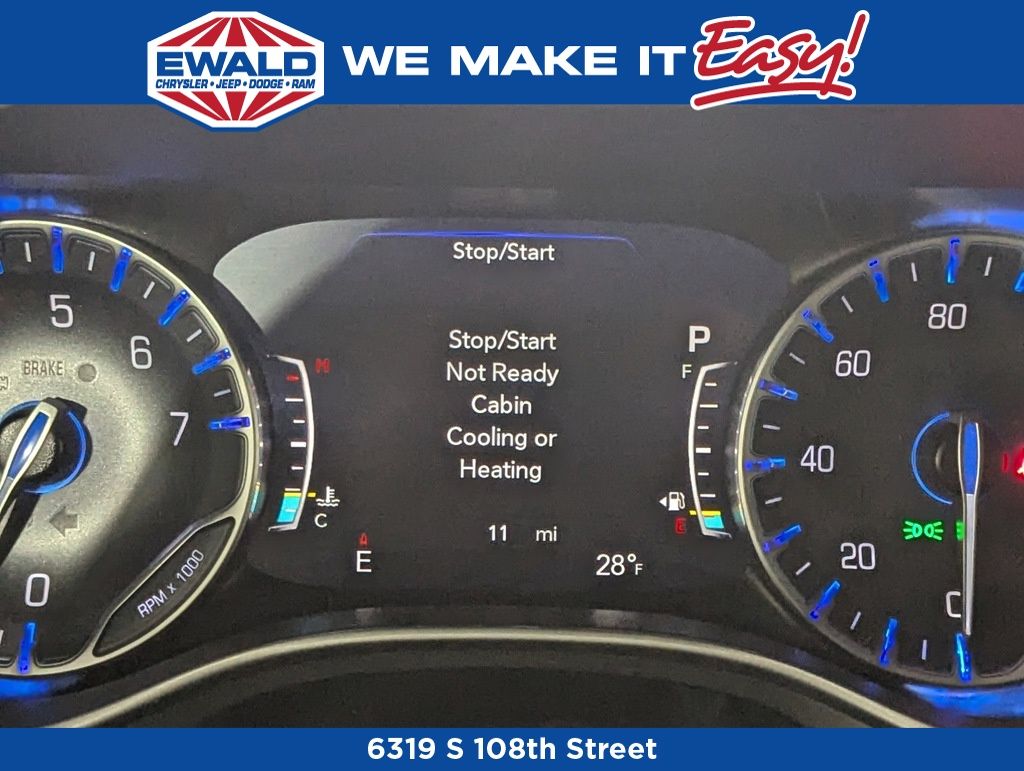 EWALD
CHRYSLER • JEEP • DODGE • RAM
WE MAKE IT Easy!
Stop/Start
Stop/Start
Not Ready
Cabin
Cooling or
Heating
11 mi
28°F
P
F
E
H
C
A
E
5
6
7
0
BRAKE
RPM x 1000
80
60
40
20
0
6319 S 108th Street